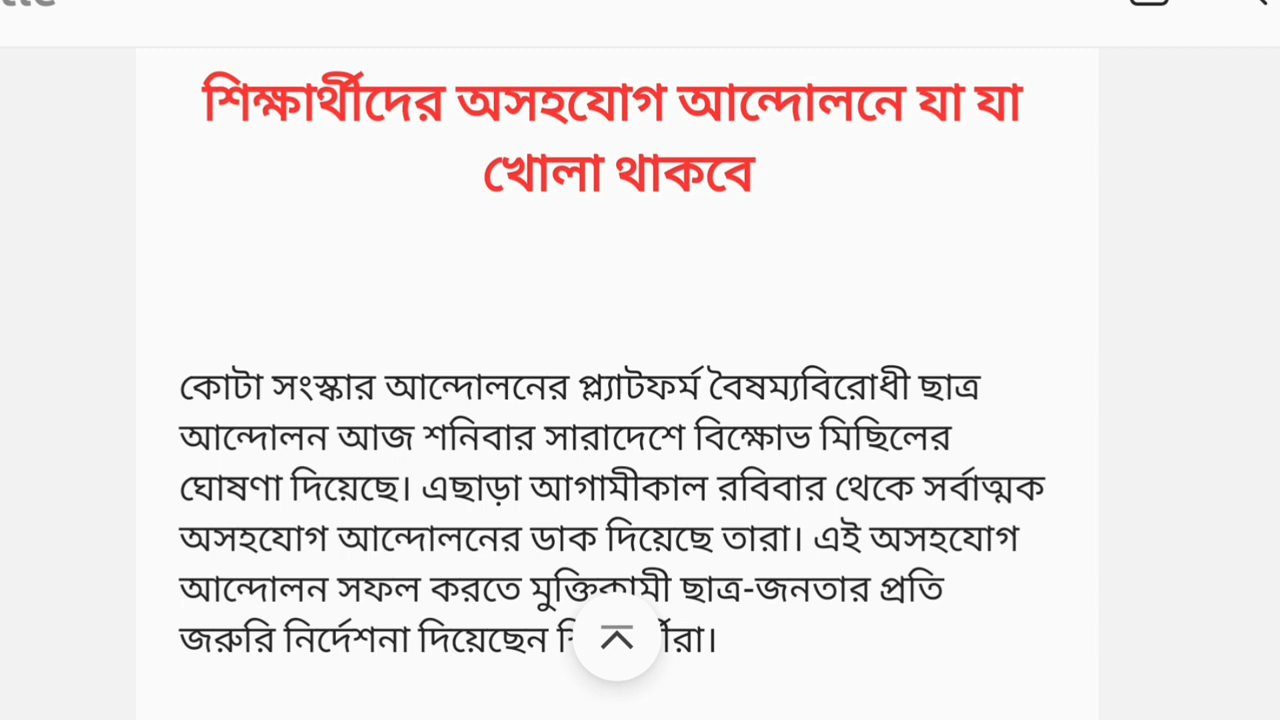 শিক্ষার্থীদের অসহযোগ আন্দোলনে যা যা
খোলা থাকবে
কোটা সংস্কার আন্দোলনের প্ল্যাটফর্ম বৈষম্যবিরোধী ছাত্র
আন্দোলন আজ শনিবার সারাদেশে বিক্ষোভ মিছিলের
ঘোষণা দিয়েছে। এছাড়া আগামীকাল রবিবার থেকে সর্বাত্মক
অসহযোগ আন্দোলনের ডাক দিয়েছে তারা। এই অসহযোগ
আন্দোলন সফল করতে মুক্তিকামী ছাত্র-জনতার প্রতি
জরুরি নির্দেশনা দিয়েছেন